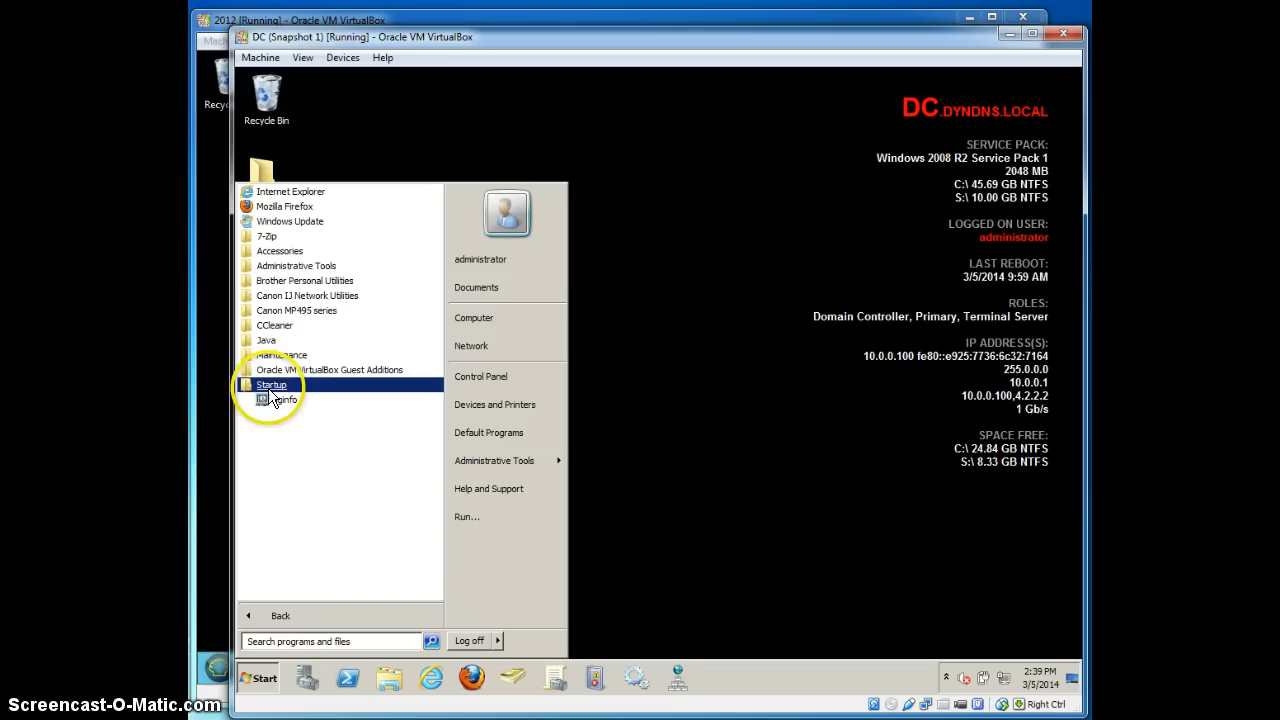 2012 [Running] - Oracle VM VirtualBox
DC (Snapshot 1) [Running] - Oracle VM VirtualBox
Machine View Devices Help
Recycle Bin
DC.DYNDNS.LOCAL
SERVICE PACK:
Windows 2008 R2 Service Pack 1
2048 MB
C:\ 45.69 GB NTFS
S:\ 10.00 GB NTFS
LOGGED ON USER:
administrator
LAST REBOOT:
3/5/2014 9:59 AM
ROLES:
Domain Controller, Primary, Terminal Server
IP ADDRESS(S):
10.0.0.100 fe80::e925:7736:6c32:7164
255.0.0.0
10.0.0.1
10.0.0.100,4.2.2.2
1 Gb/s
SPACE FREE:
C:\ 24.84 GB NTFS
S:\ 8.33 GB NTFS
Internet Explorer
Mozilla Firefox
Windows Update
7-Zip
Accessories
Administrative Tools
Brother Personal Utilities
Canon IJ Network Utilities
Canon MP495 series
CCleaner
Java
Maintenance
Oracle VM VirtualBox Guest Additions
Startup
Back
Search programs and files
administrator
Documents
Computer
Network
Control Panel
Devices and Printers
Default Programs
Administrative Tools
Help and Support
Run...
Log off
Start
2:39 PM
3/5/2014
Right Ctrl
Screencast-O-Matic.com